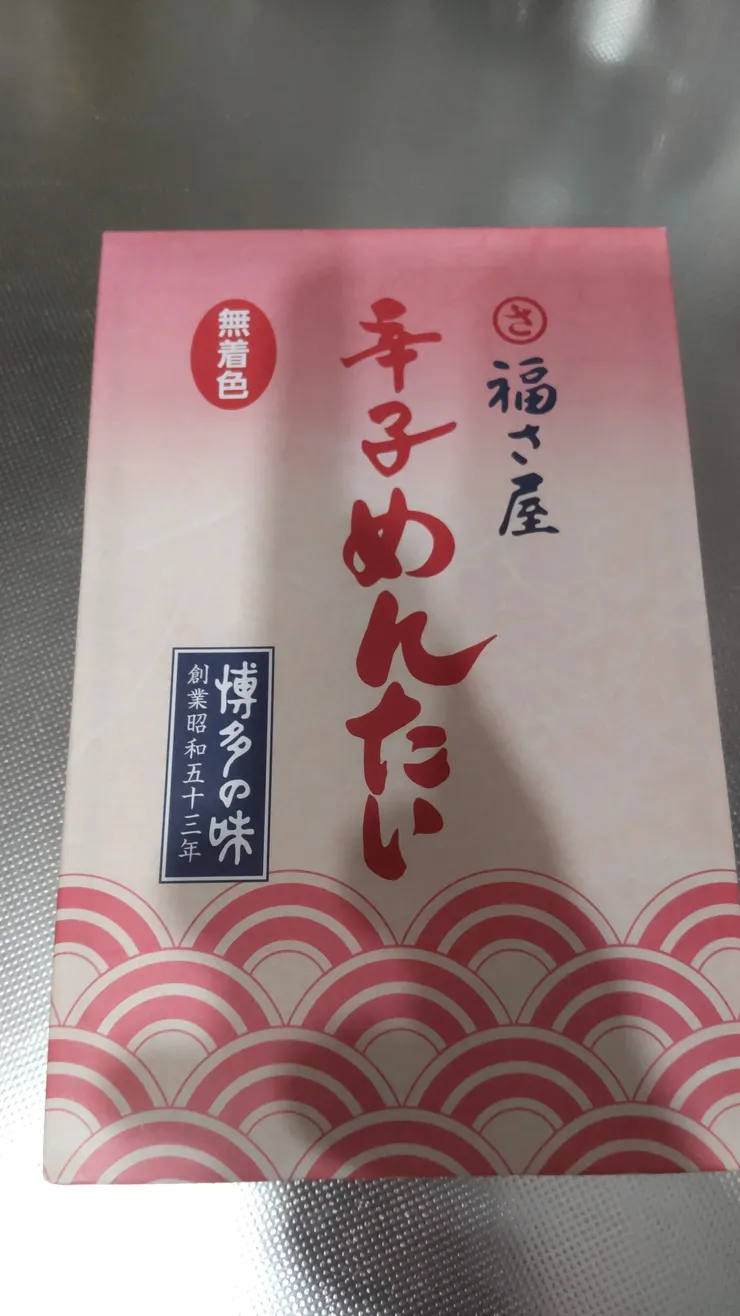 さ
福さ屋
辛子めんたい
無着色
博多の味
創業昭和五十三年